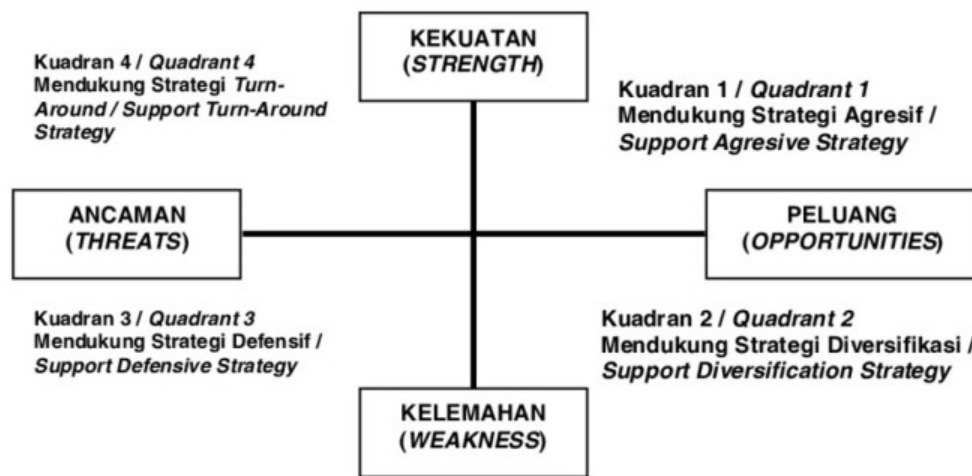 KEKUATAN
(STRENGTH)
Kuadran 4 / Quadrant 4
Mendukung Strategi Turn-
Around / Support Turn-Around
Strategy
Kuadran 1 / Quadrant 1
Mendukung Strategi Agresif /
Support Agresive Strategy
ANCAMAN
(THREATS)
PELUANG
(OPPORTUNITIES)
Kuadran 3 / Quadrant 3
Mendukung Strategi Defensif /
Support Defensive Strategy
Kuadran 2 / Quadrant 2
Mendukung Strategi Diversifikasi /
Support Diversification Strategy
KELEMAHAN
(WEAKNESS)